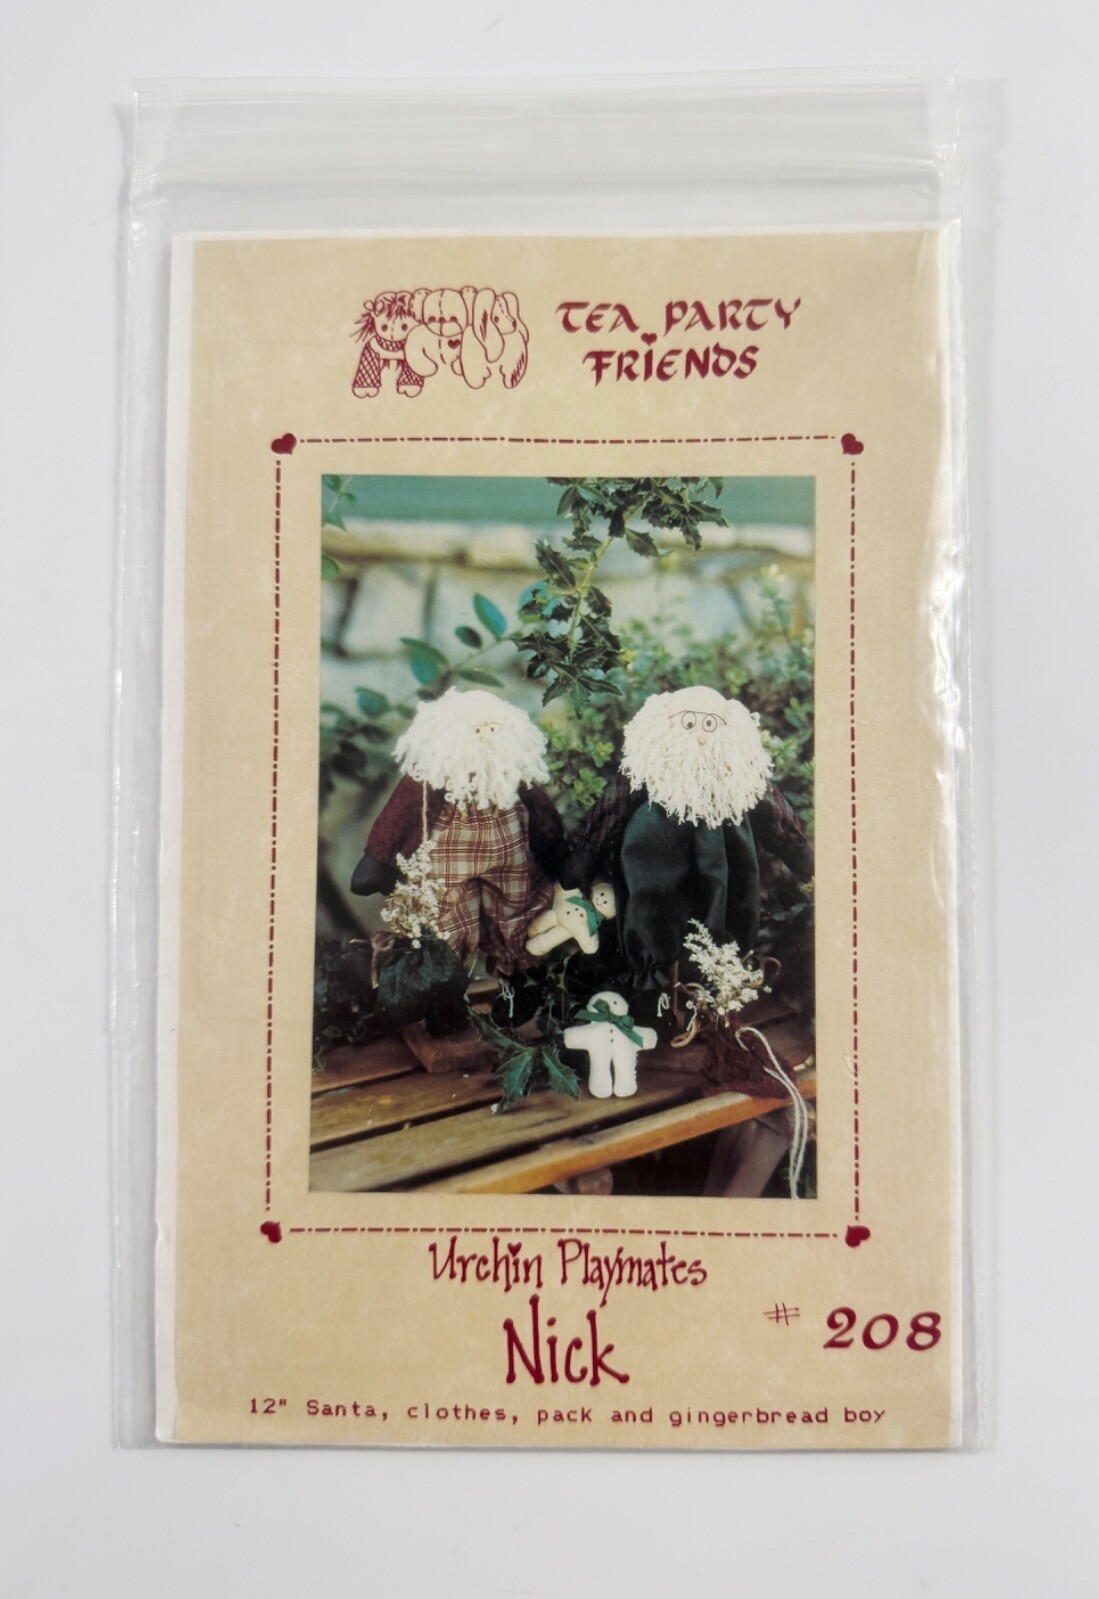 TEA PARTY
FRIENDS
Urchin Playmates
Nick
# 208
12" Santa, clothes, pack and gingerbread boy